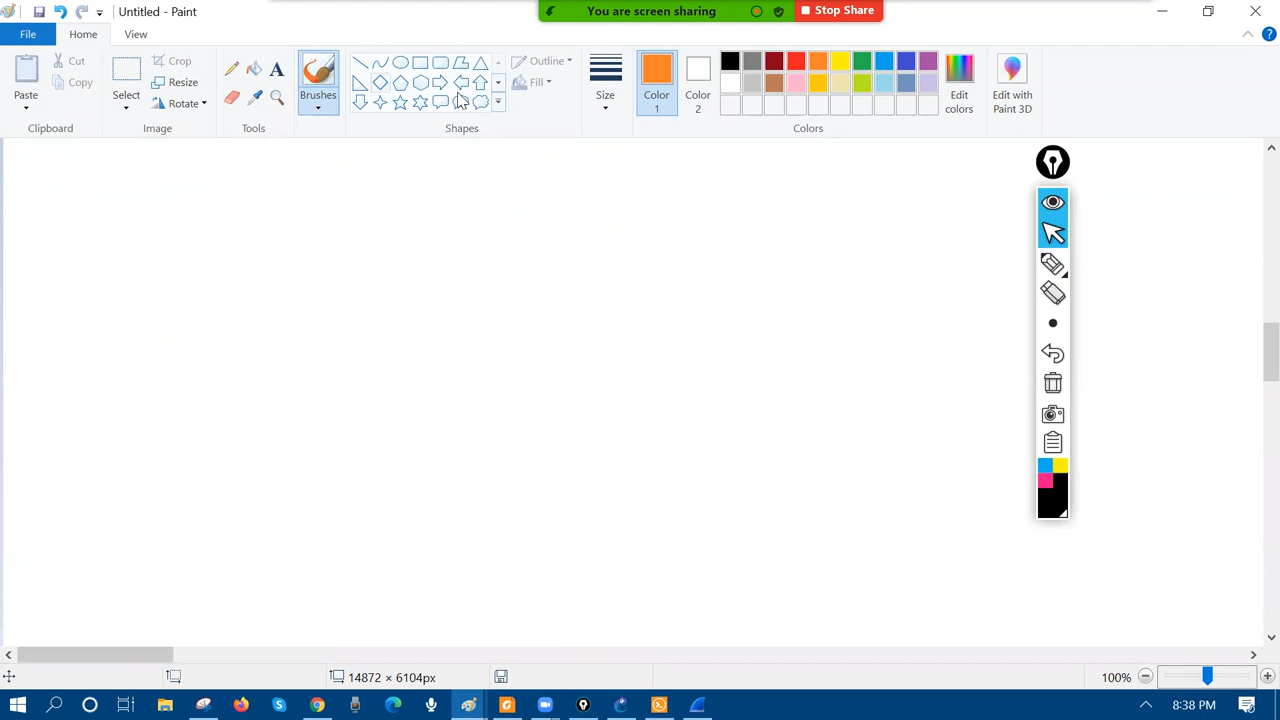 Untitled - Paint
You are screen sharing
Stop Share
File
Home
View
Paste
Cut
Copy
Clipboard
Select
Crop
Resize
Rotate
Image
Tools
Brushes
Outline
Fill
Shapes
Size
Color
1
Color
2
Edit
colors
Colors
Edit with
Paint 3D
14872 × 6104px
100%
8:38 PM